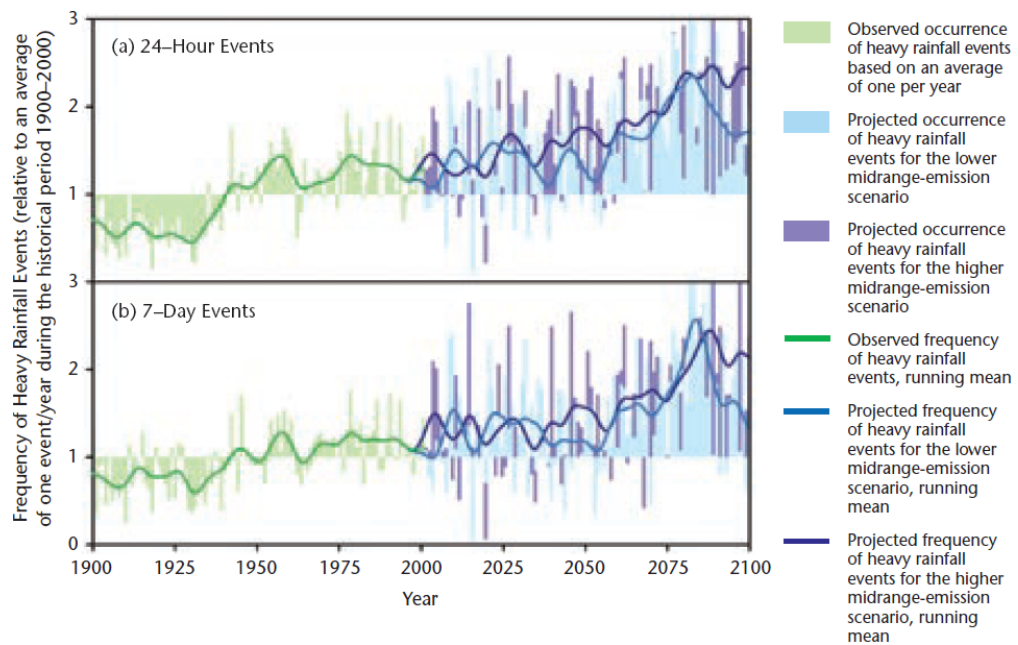 Frequency of Heavy Rainfall Events (relative to an average
of one event/year during the historical period 1900–2000)
3
(a) 24–Hour Events
2
1
3
(b) 7–Day Events
2
1
0
1900 1925 1950 1975 2000 2025 2050 2075 2100
Year
Observed occurrence
of heavy rainfall events
based on an average
of one per year
Projected occurrence
of heavy rainfall
events for the lower
midrange-emission
scenario
Projected occurrence
of heavy rainfall
events for the higher
midrange-emission
scenario
Observed frequency
of heavy rainfall
events, running mean
Projected frequency
of heavy rainfall
events for the lower
midrange-emission
scenario, running
mean
Projected frequency
of heavy rainfall
events for the higher
midrange-emission
scenario, running
mean